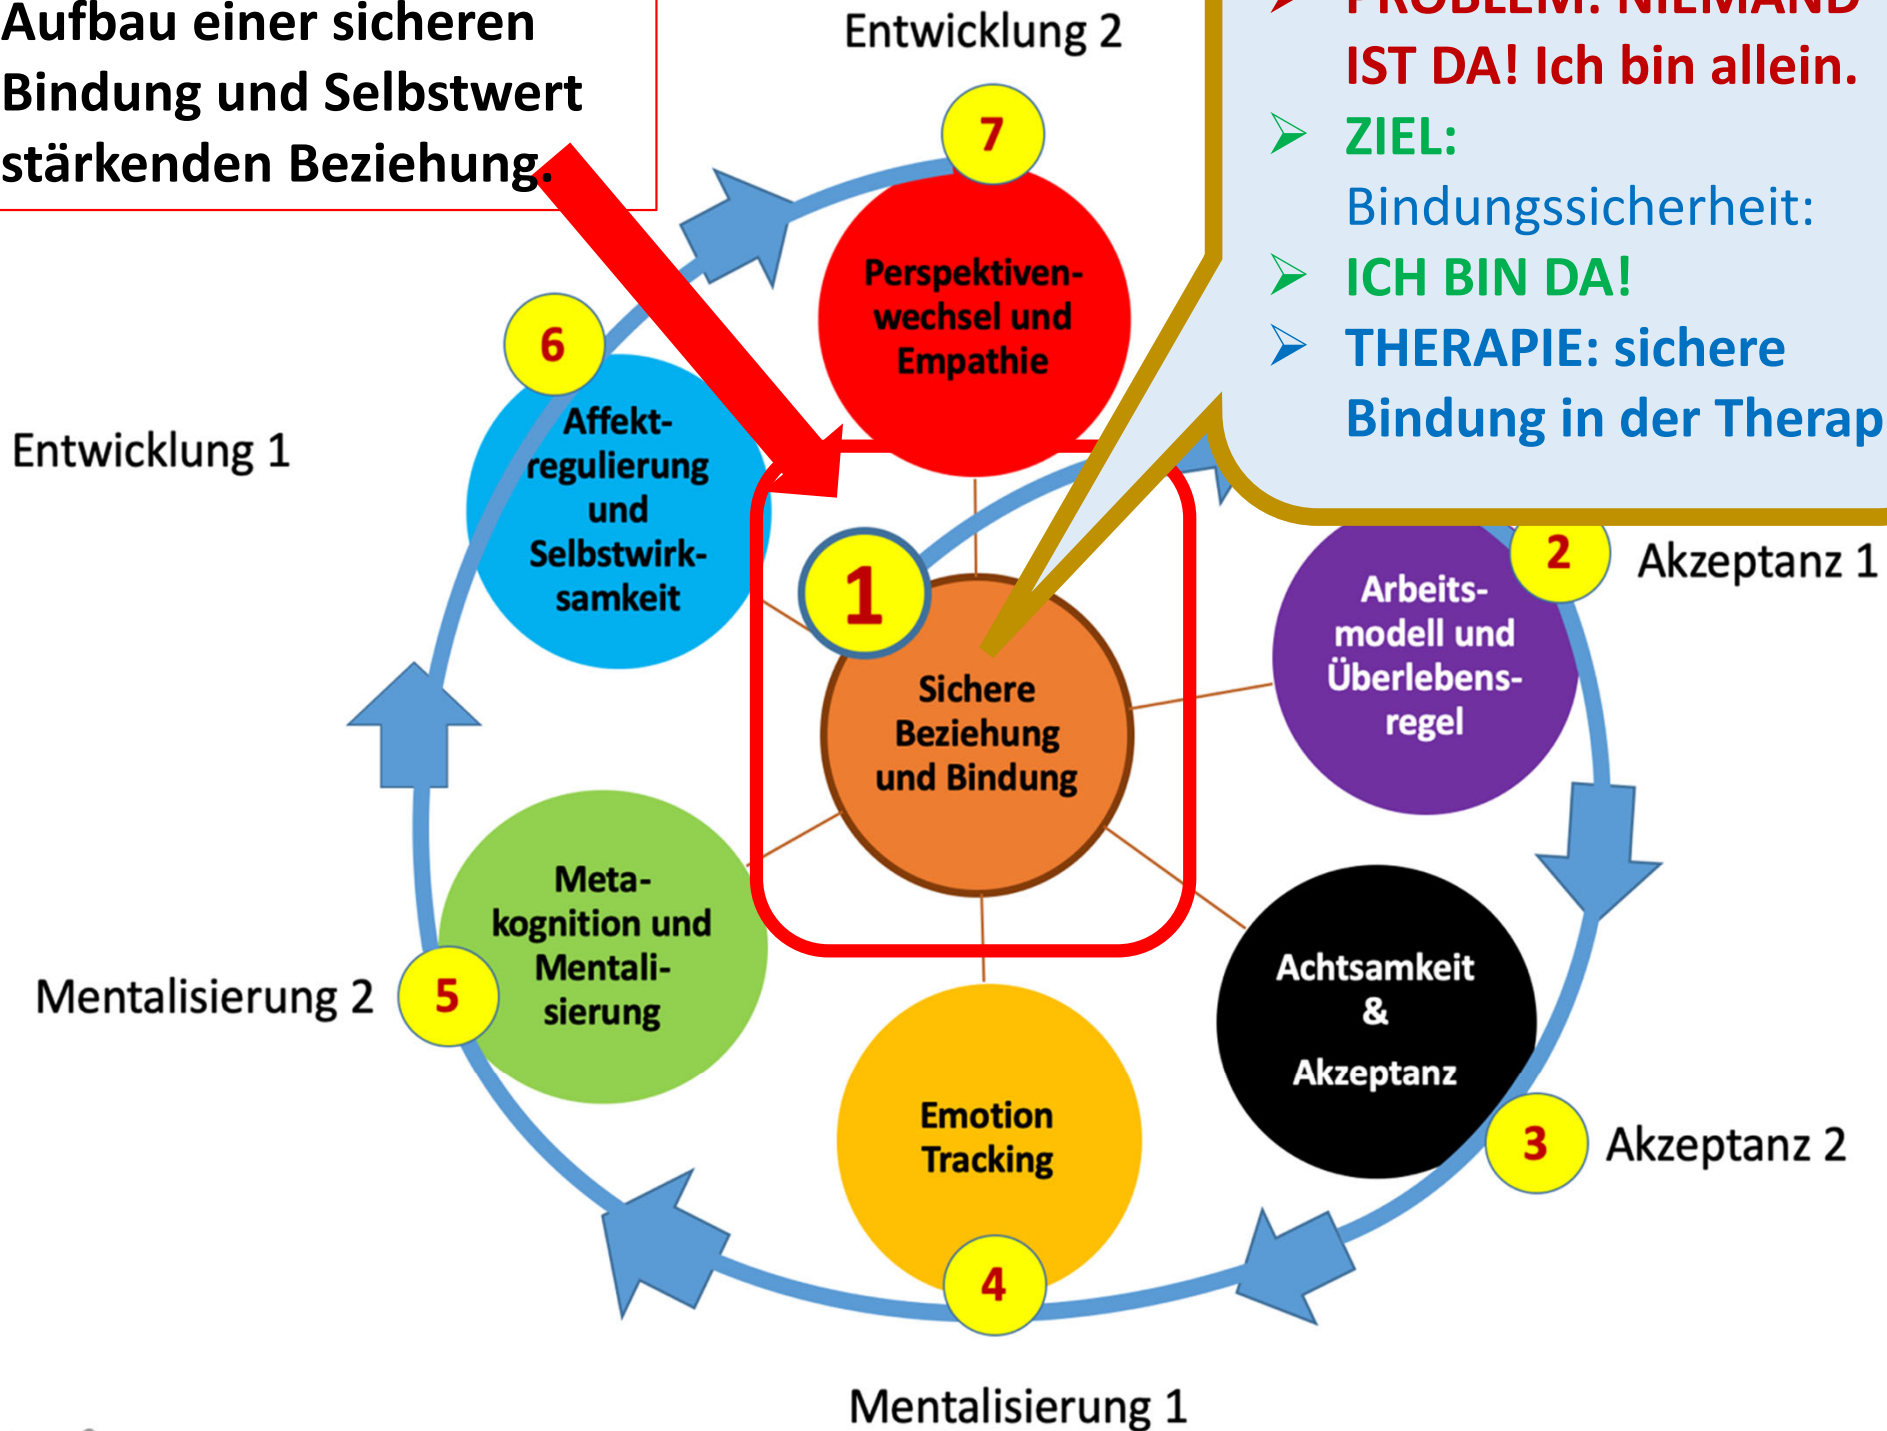 Aufbau einer sicheren
Bindung und Selbstwert
stärkenden Beziehung.
Entwicklung 2
PROBLEM: NIEMAND
IST DA! Ich bin allein.
ZIEL:
Bindungssicherheit:
ICH BIN DA!
THERAPIE: sichere
Bindung in der Therap
7
Perspektiven-
wechsel und
Empathie
6
Affekt-
regulierung
und
Selbstwirk-
samkeit
Entwicklung 1
1
Sichere
Beziehung
und Bindung
2
Akzeptanz 1
Arbeits-
modell und
Überlebens-
regel
Meta-
kognition und
Mentali-
sierung
Mentalisierung 2
5
Achtsamkeit
&
Akzeptanz
3
Akzeptanz 2
Emotion
Tracking
4
Mentalisierung 1